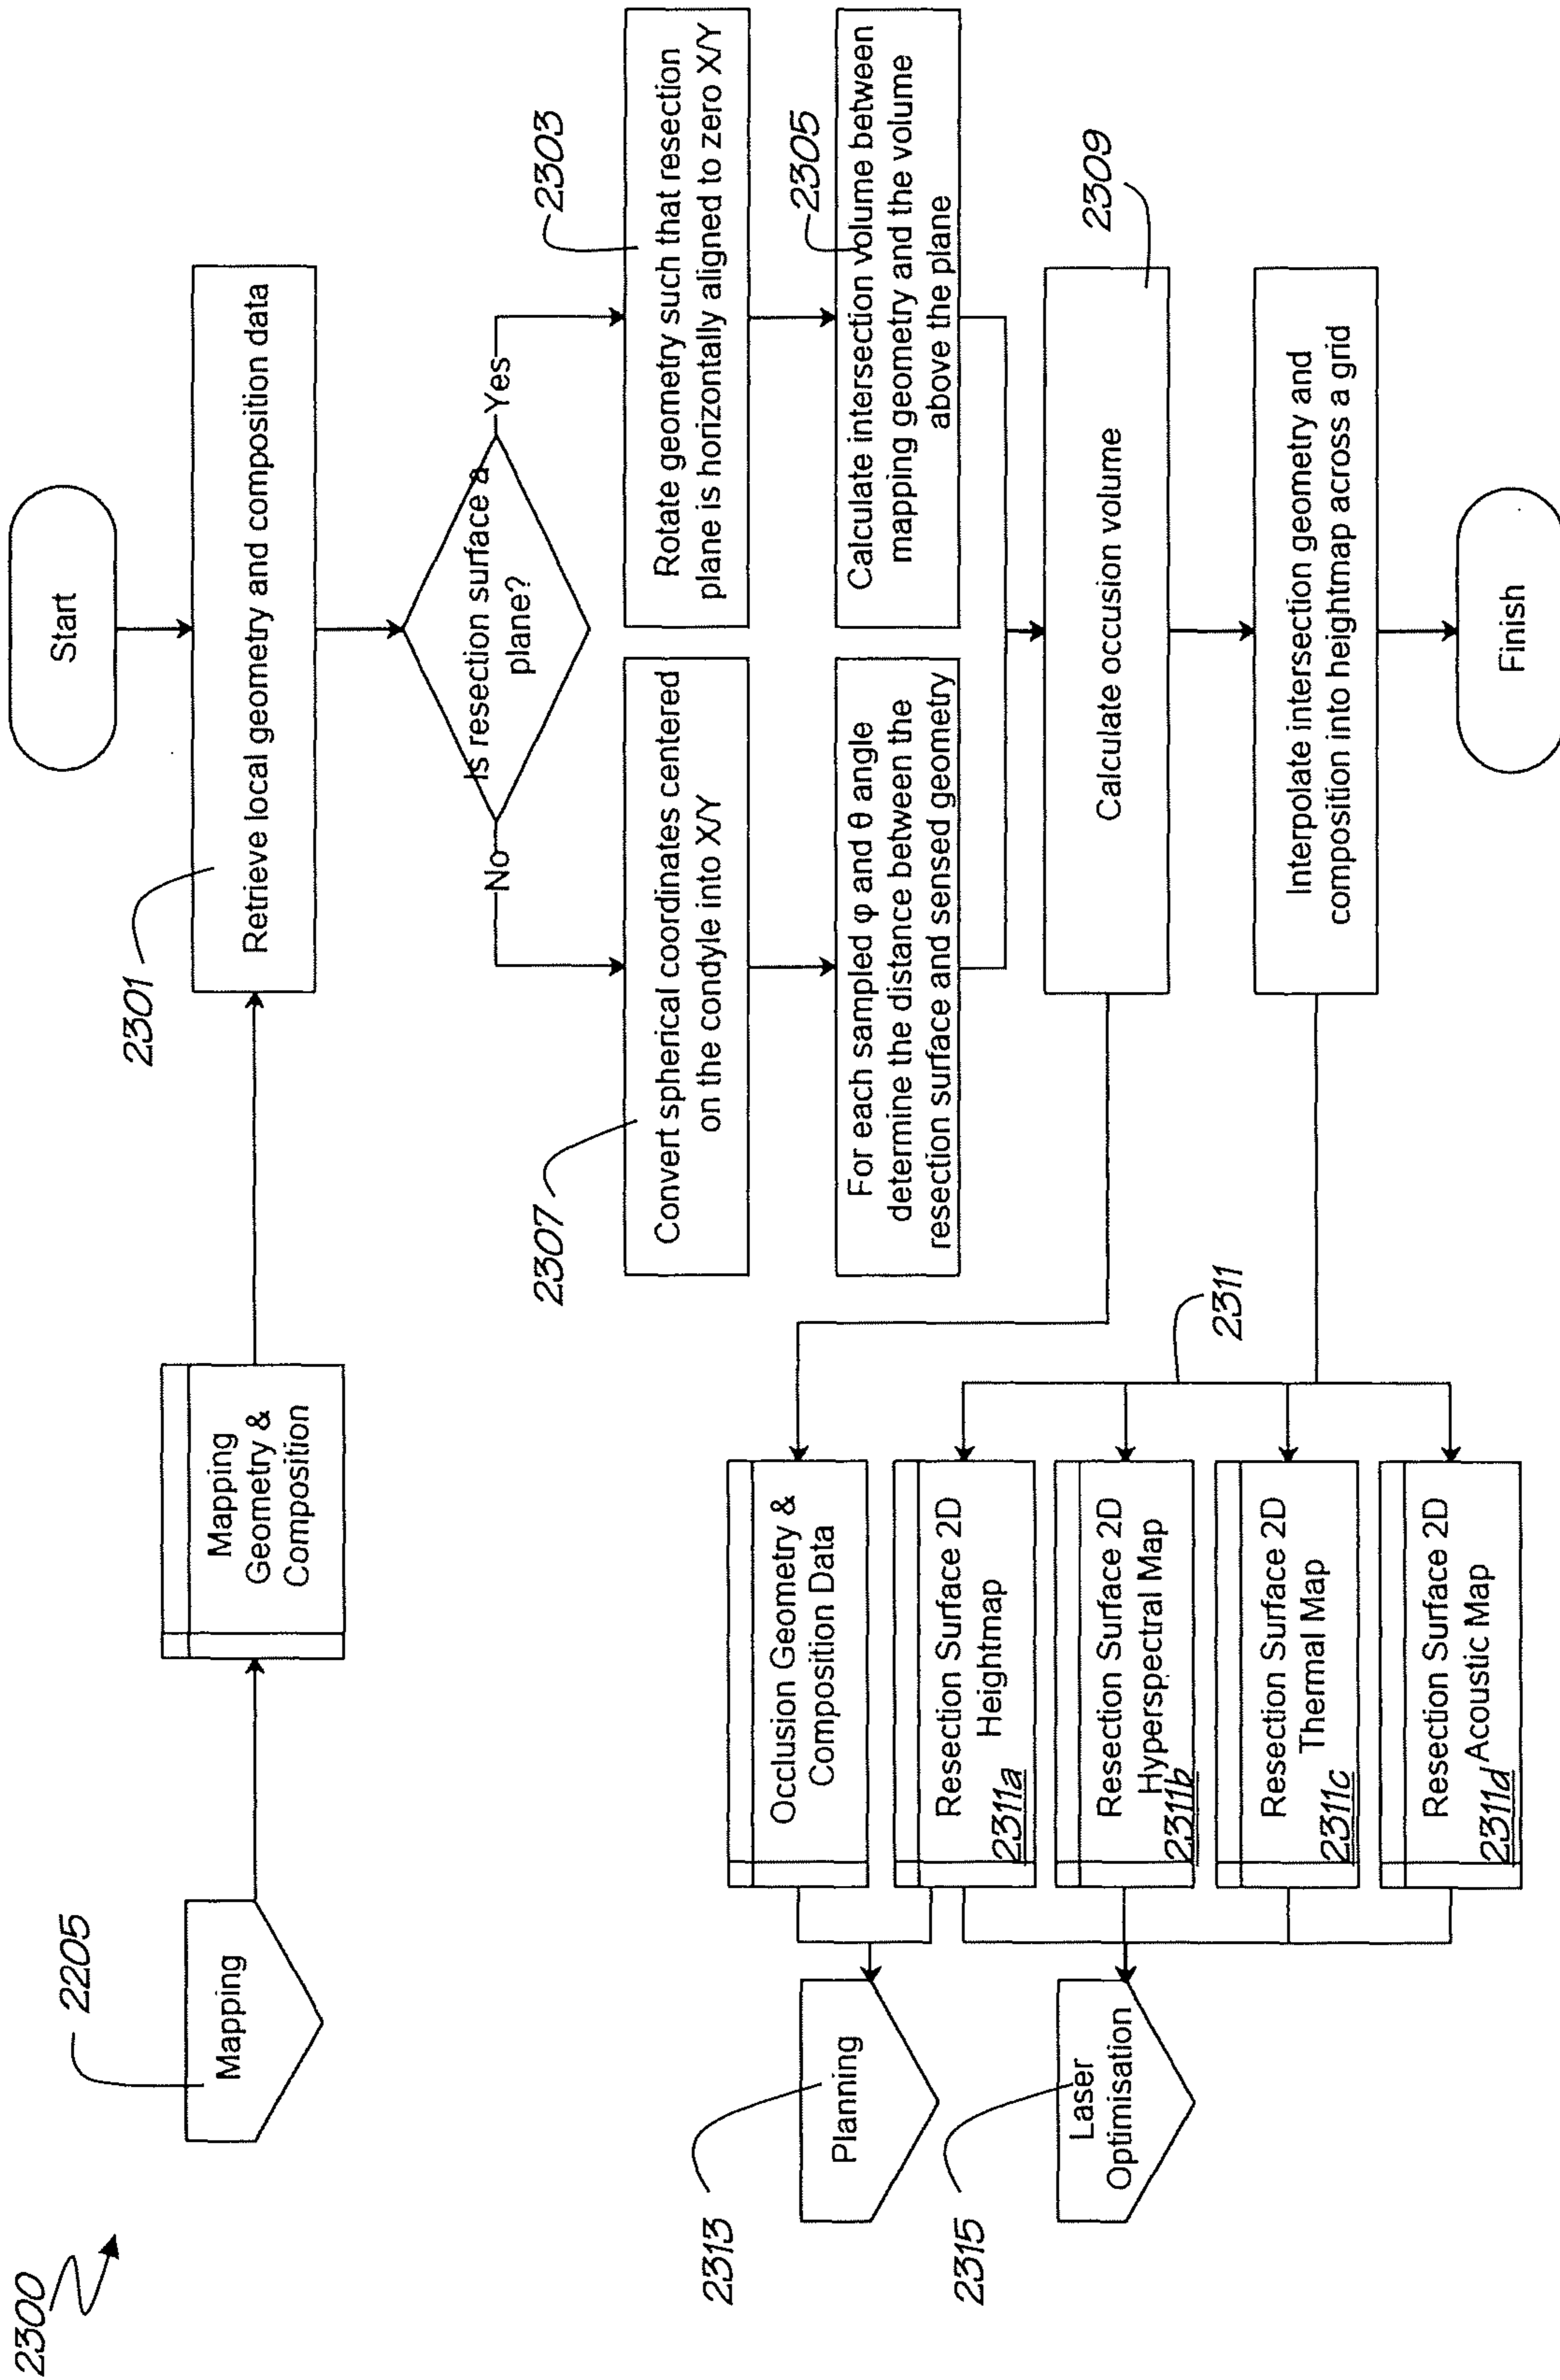 2300
2205
Mapping
Mapping
Geometry &
Composition
2301
Start
Retrieve local geometry and composition data
Is resection surface a
plane?
No
Yes
2307
Convert spherical coordinates centered
on the condyle into X/Y
2303
Rotate geometry such that resection
plane is horizontally aligned to zero X/Y
For each sampled φ and θ angle
determine the distance between the
resection surface and sensed geometry
2305
Calculate intersection volume between
mapping geometry and the volume
above the plane
2309
Calculate occusion volume
Interpolate intersection geometry and
composition into heightmap across a grid
Finish
2311
Occlusion Geometry &
Composition Data
Resection Surface 2D
Heightmap
2311a
Resection Surface 2D
Hyperspectral Map
2311b
Resection Surface 2D
Thermal Map
2311c
Resection Surface 2D
Acoustic Map
2311d
2313
Planning
2315
Laser
Optimisation